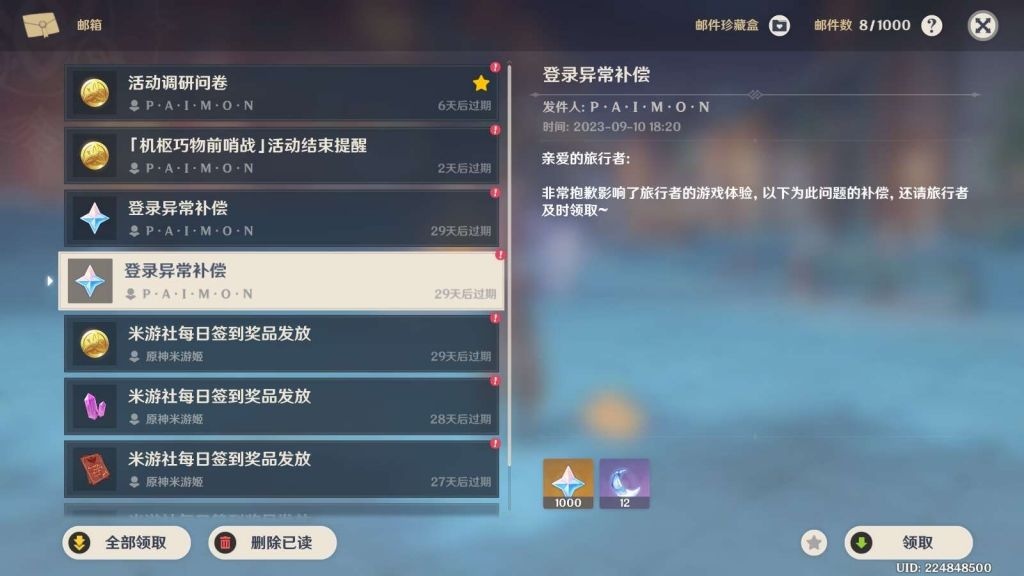 邮箱
邮件珍藏盒
邮件数 8/1000
?
活动调研问卷
P·A·I·M·O·N
6天后过期
「机枢巧物前哨战」活动结束提醒
P·A·I·M·O·N
2天后过期
登录异常补偿
P·A·I·M·O·N
29天后过期
登录异常补偿
P·A·I·M·O·N
29天后过期
米游社每日签到奖品发放
原神米游姬
29天后过期
米游社每日签到奖品发放
原神米游姬
28天后过期
米游社每日签到奖品发放
原神米游姬
27天后过期
登录异常补偿
发件人: P·A·I·M·O·N
时间: 2023-09-10 18:20
亲爱的旅行者:
非常抱歉影响了旅行者的游戏体验, 以下为此问题的补偿, 还请旅行者
及时领取~
1000
12
全部领取
删除已读
领取
UID: 224848500